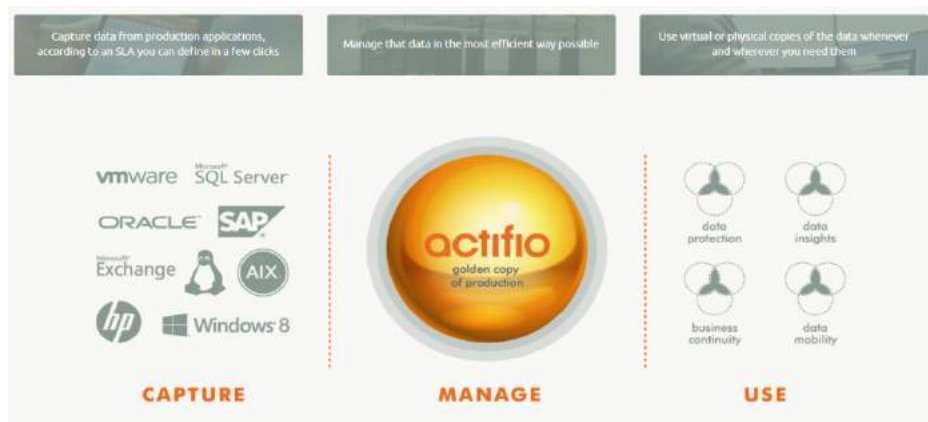 Capture data from production applications,
according to an SLA you can define in a few clicks
Manage that data in the most efficient way possible
Use virtual or physical copies of the data whenever
and wherever you need them
vmware
Microsoft®
SQL Server®
ORACLE®
SAP
Microsoft®
Exchange
AIX
hp
Windows 8
actifio
golden copy
of production
data
protection
data
insights
business
continuity
data
mobility
CAPTURE
MANAGE
USE